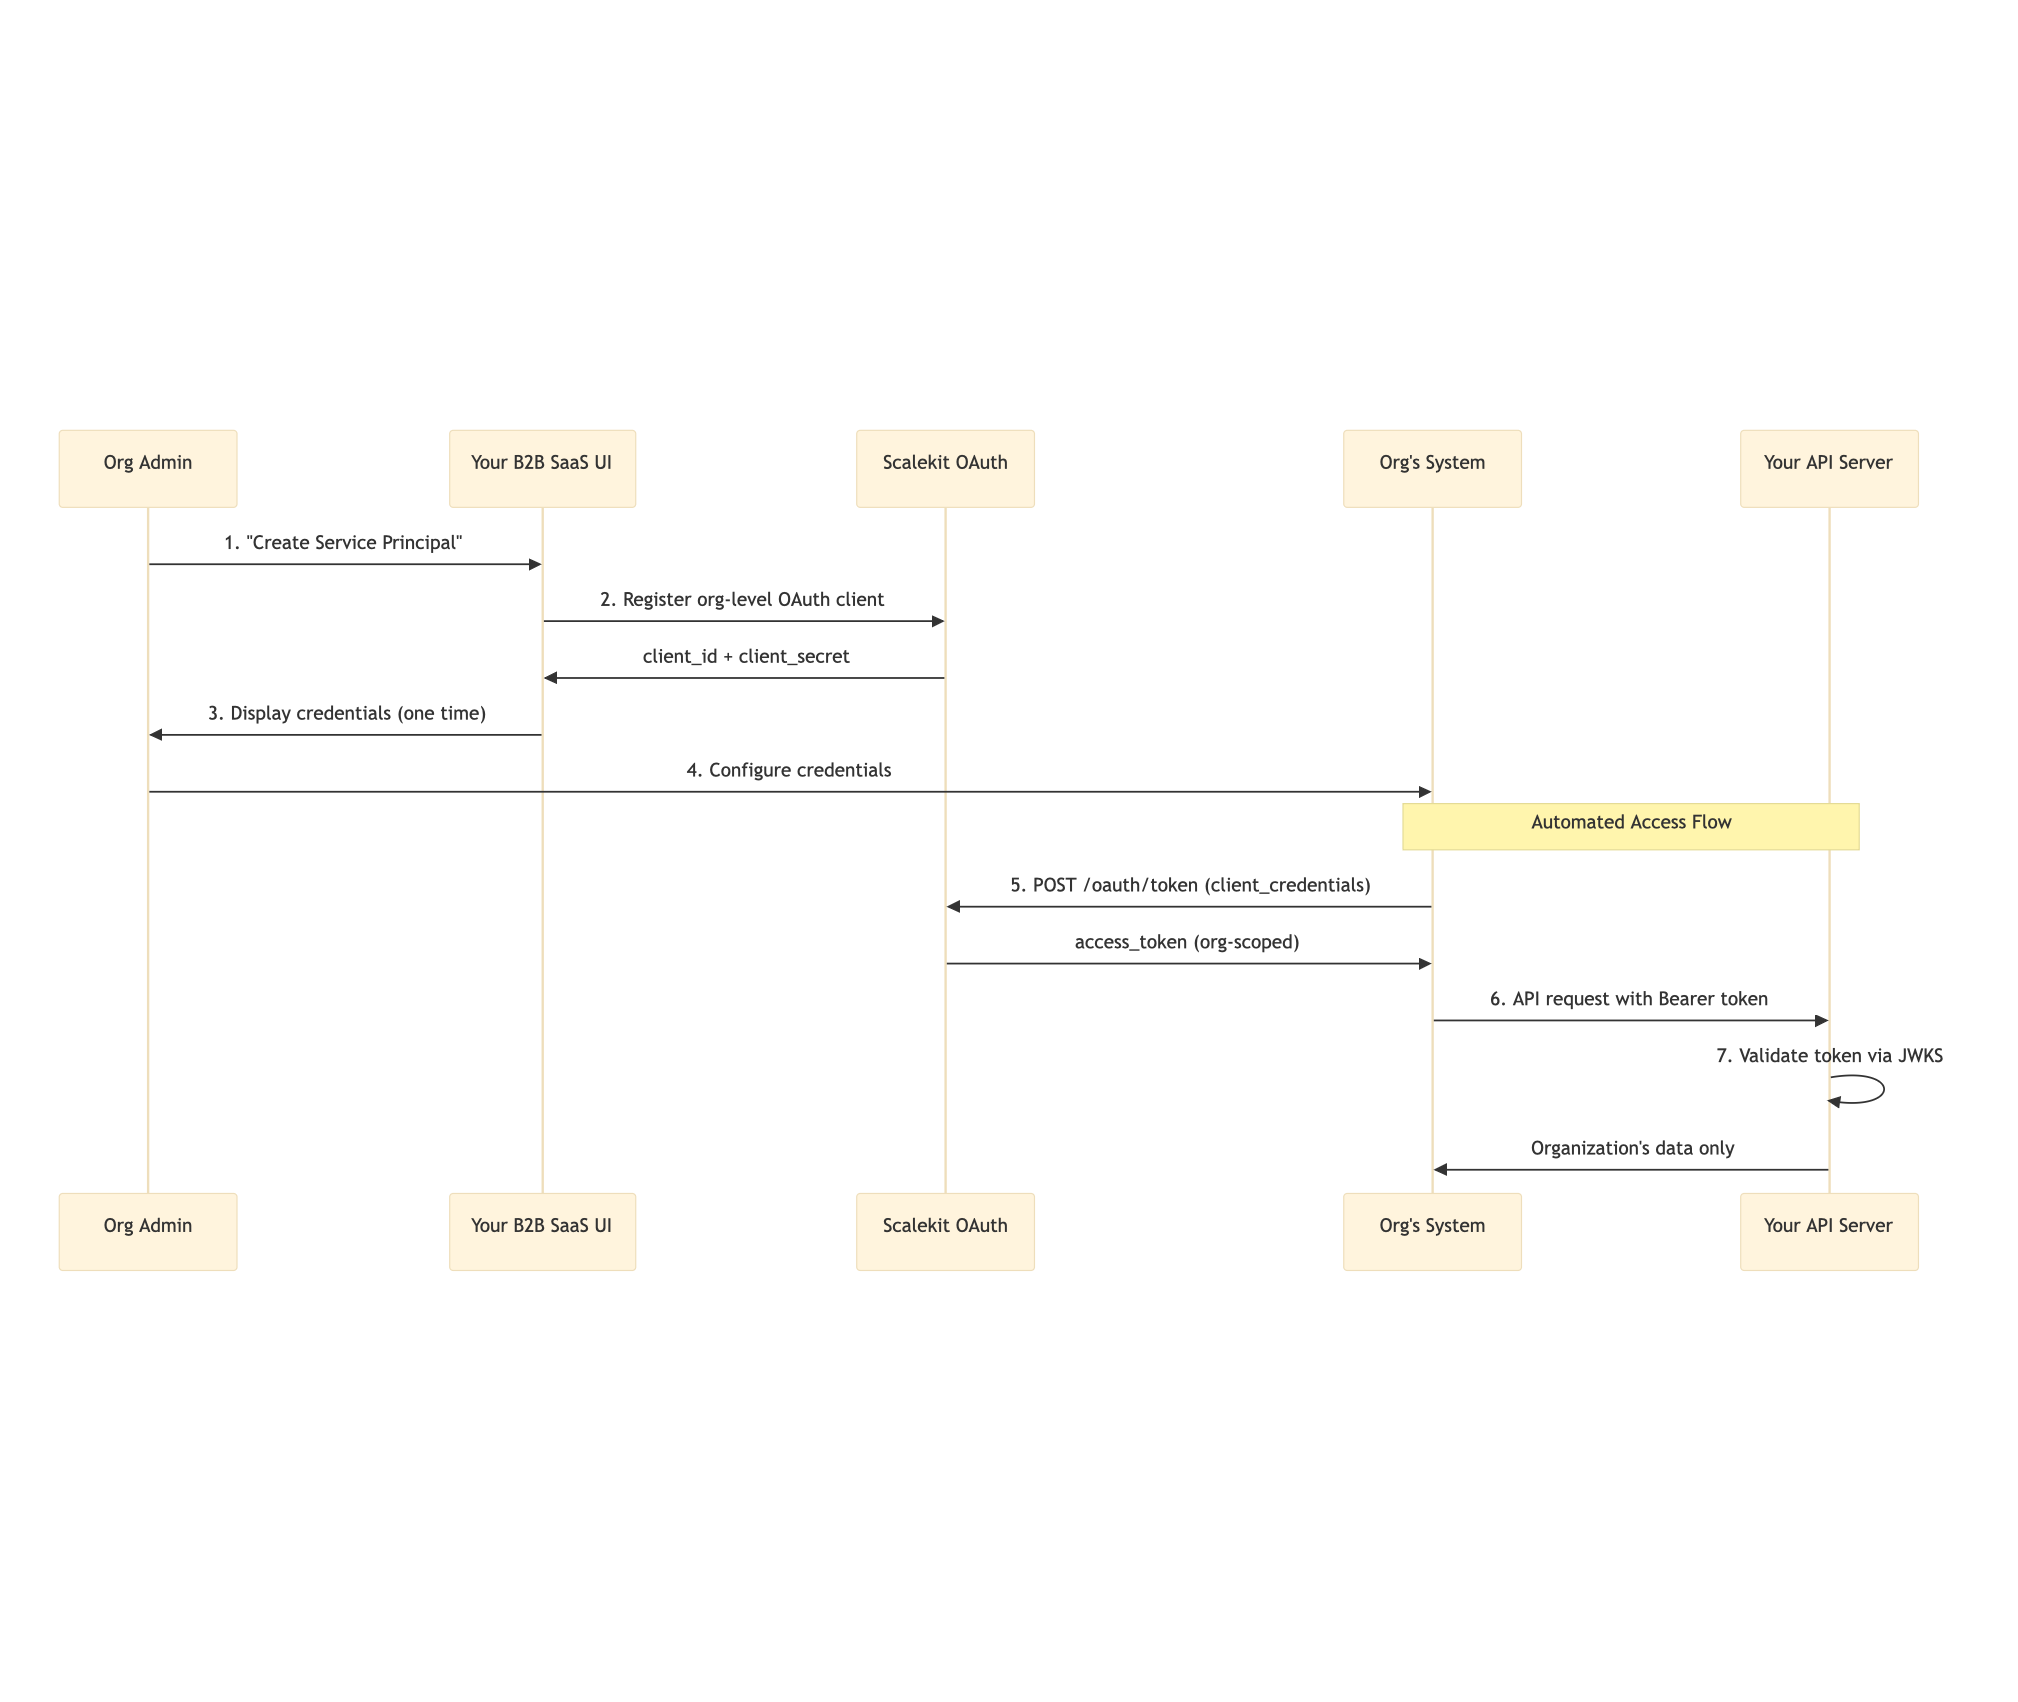 Org Admin
Your B2B SaaS UI
Scalekit OAuth
Org's System
Your API Server
1. "Create Service Principal"
2. Register org-level OAuth client
client_id + client_secret
3. Display credentials (one time)
4. Configure credentials
Automated Access Flow
5. POST /oauth/token (client_credentials)
access_token (org-scoped)
6. API request with Bearer token
7. Validate token via JWKS
Organization's data only
Org Admin
Your B2B SaaS UI
Scalekit OAuth
Org's System
Your API Server